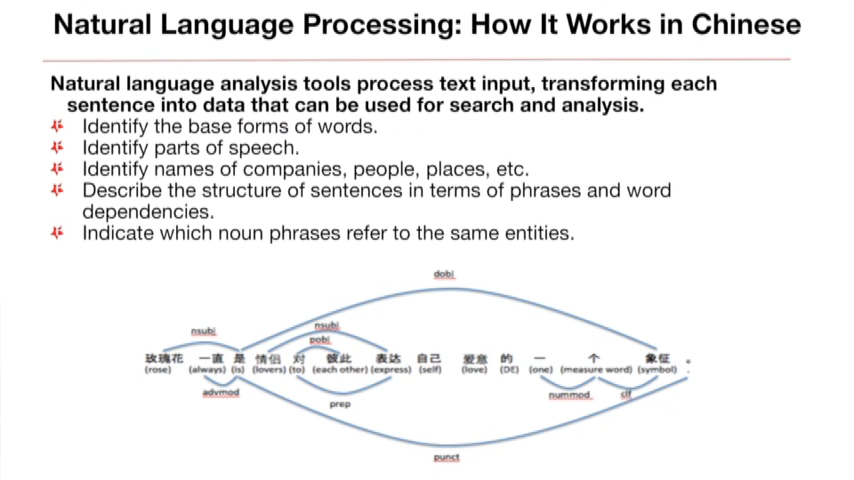 Natural Language Processing: How It Works in Chinese
Natural language analysis tools process text input, transforming each
sentence into data that can be used for search and analysis.
Identify the base forms of words.
Identify parts of speech.
Identify names of companies, people, places, etc.
Describe the structure of sentences in terms of phrases and word
dependencies.
Indicate which noun phrases refer to the same entities.
dobj
nsubj
nsubj
pobj
玫瑰花 一直 是 情侣 对 彼此 表达 自己 爱意 的 一 个 象征 。
(rose) (always) (is) (lovers) (to) (each other) (express) (self) (love) (DE) (one) (measure word) (symbol) .
advmod
prep
nummod
clf
punct